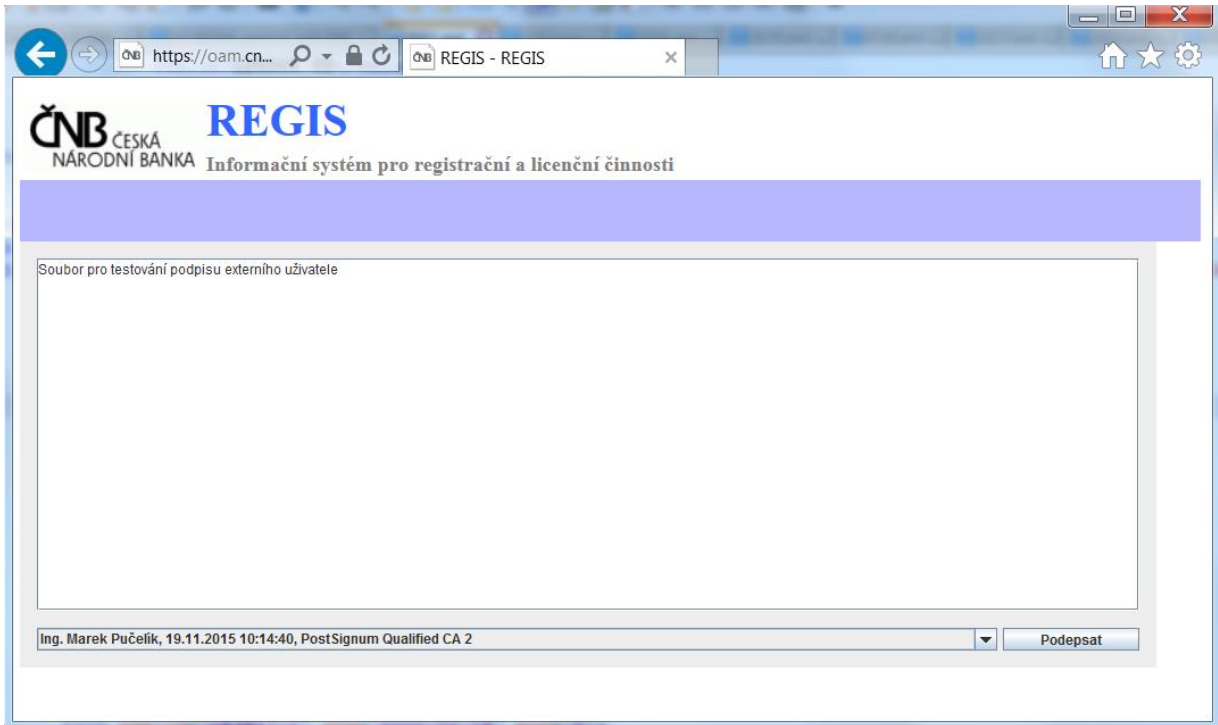 https://oam.cn...
REGIS - REGIS
ČNB ČESKÁ
NÁRODNÍ BANKA
REGIS
Informační systém pro registrační a licenční činnosti
Soubor pro testování podpisu externího uživatele
Ing. Marek Pučelík, 19.11.2015 10:14:40, PostSignum Qualified CA 2
Podepsat